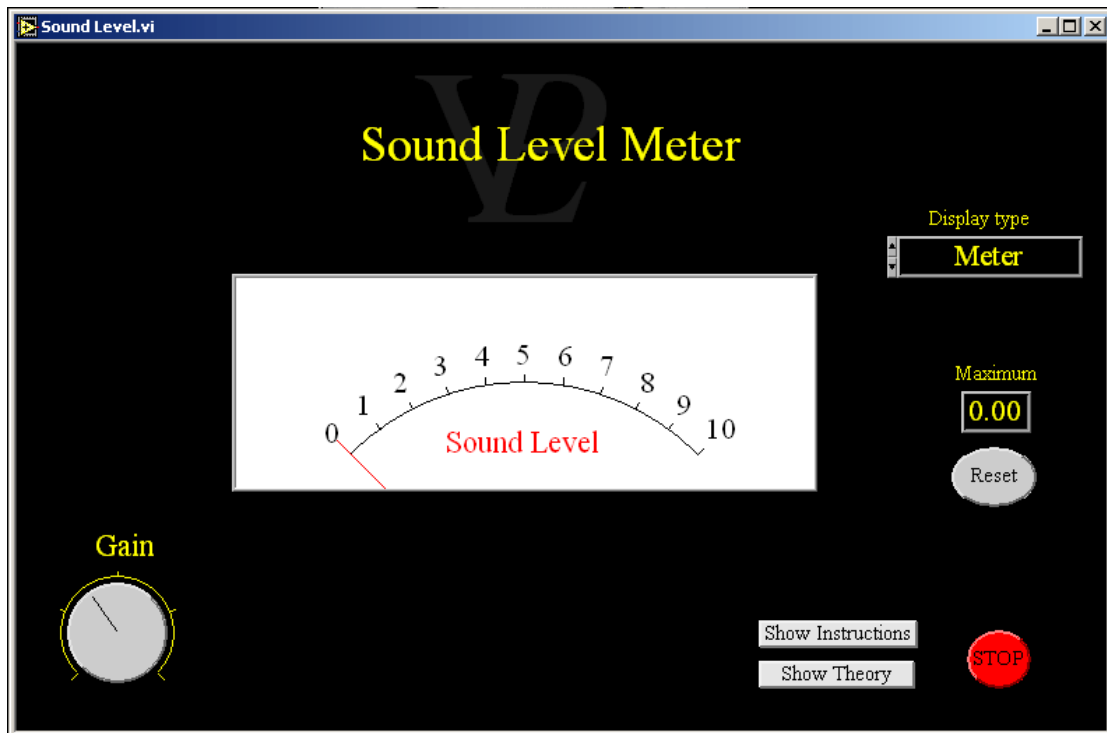 Sound Level.vi
VPL
Sound Level Meter
Display type
Meter
0 1 2 3 4 5 6 7 8 9 10
Sound Level
Maximum
0.00
Reset
Gain
Show Instructions
Show Theory
STOP